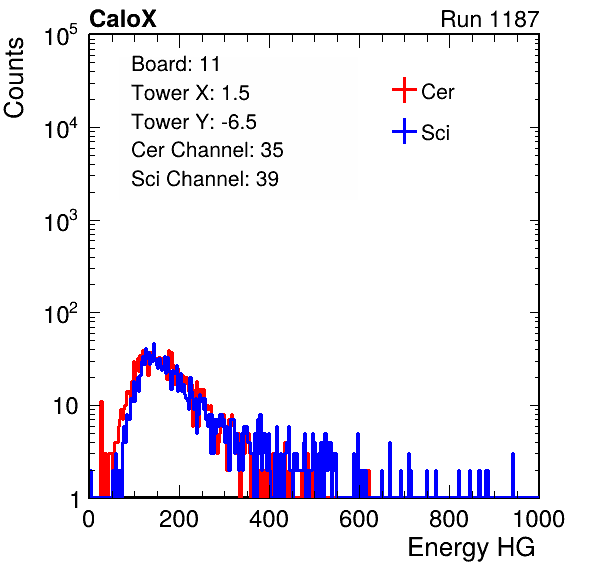 CaloX Run 1187
10^5
Counts
Board: 11
Tower X: 1.5
Tower Y: -6.5
Cer Channel: 35
Sci Channel: 39
Cer
Sci
10^4
10^3
10^2
10
1
0 200 400 600 800 1000
Energy HG